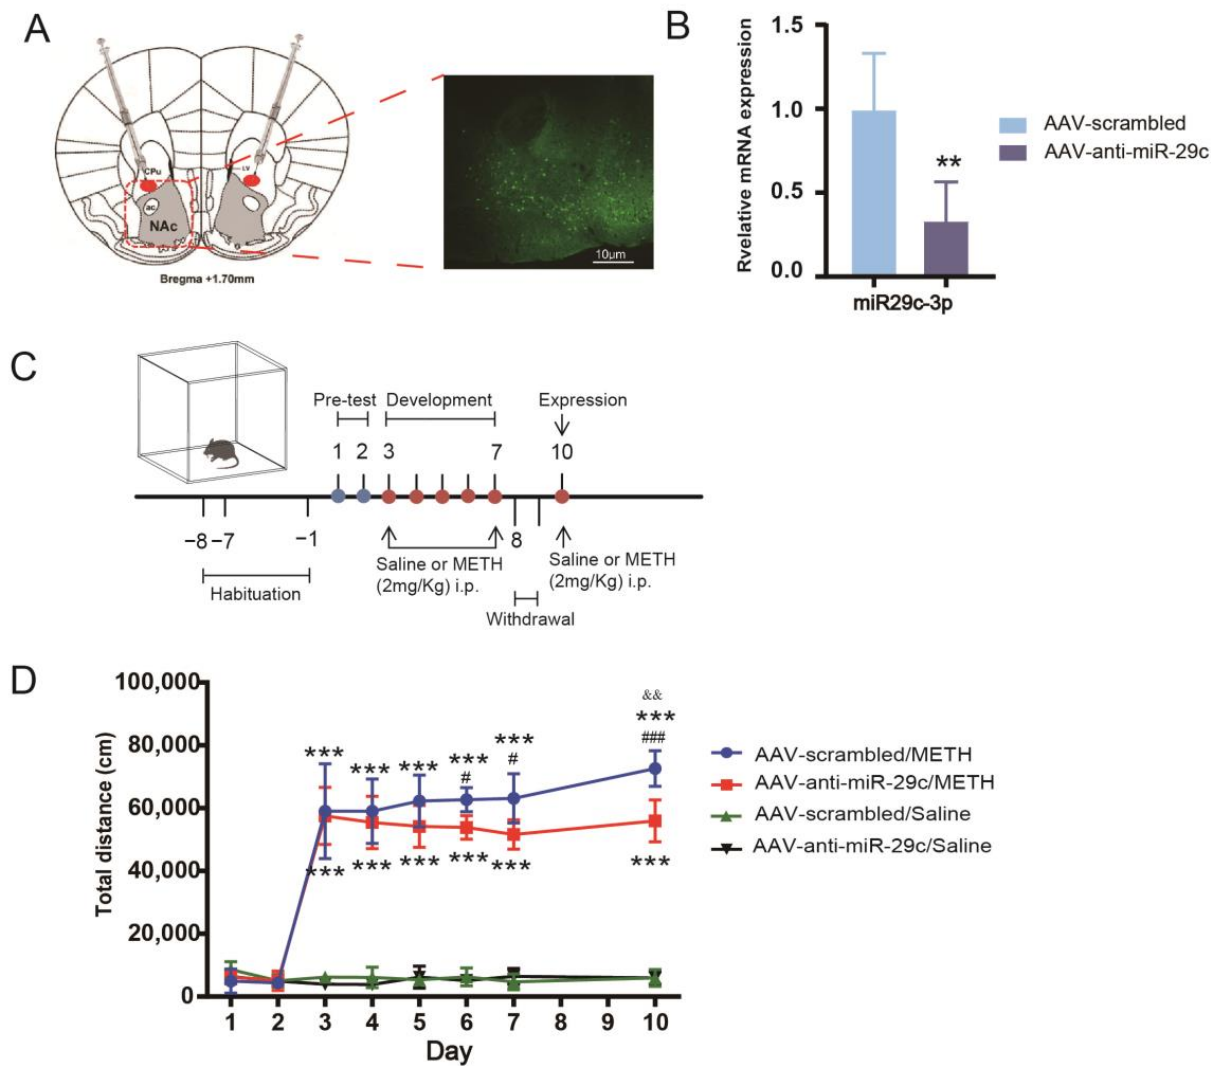 A
CPu
LV
ac
NAc
Bregma +1.70mm
10µm
B
Rvelative mRNA expression
1.5
1.0
0.5
0.0
**
miR29c-3p
AAV-scrambled
AAV-anti-miR-29c
C
Pre-test Development Expression
1 2 3 7 10
−8 −7 −1 8
Habituation
Saline or METH
(2mg/Kg) i.p.
Saline or METH
(2mg/Kg) i.p.
Withdrawal
D
Total distance (cm)
100,000
80,000
60,000
40,000
20,000
0
&&
*** *** *** *** *** ***
# # ###
*** *** *** *** *** ***
1 2 3 4 5 6 7 8 9 10
Day
AAV-scrambled/METH
AAV-anti-miR-29c/METH
AAV-scrambled/Saline
AAV-anti-miR-29c/Saline